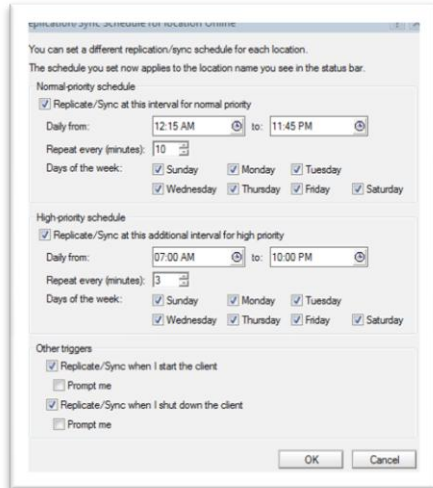 Replication/Sync Schedule for location Online
You can set a different replication/sync schedule for each location.
The schedule you set now applies to the location name you see in the status bar.
Normal-priority schedule
Replicate/Sync at this interval for normal priority
Daily from: 12:15 AM to: 11:45 PM
Repeat every (minutes): 10
Days of the week: Sunday Monday Tuesday
Wednesday Thursday Friday Saturday
High-priority schedule
Replicate/Sync at this additional interval for high priority
Daily from: 07:00 AM to: 10:00 PM
Repeat every (minutes): 3
Days of the week: Sunday Monday Tuesday
Wednesday Thursday Friday Saturday
Other triggers
Replicate/Sync when I start the client
Prompt me
Replicate/Sync when I shut down the client
Prompt me
OK Cancel